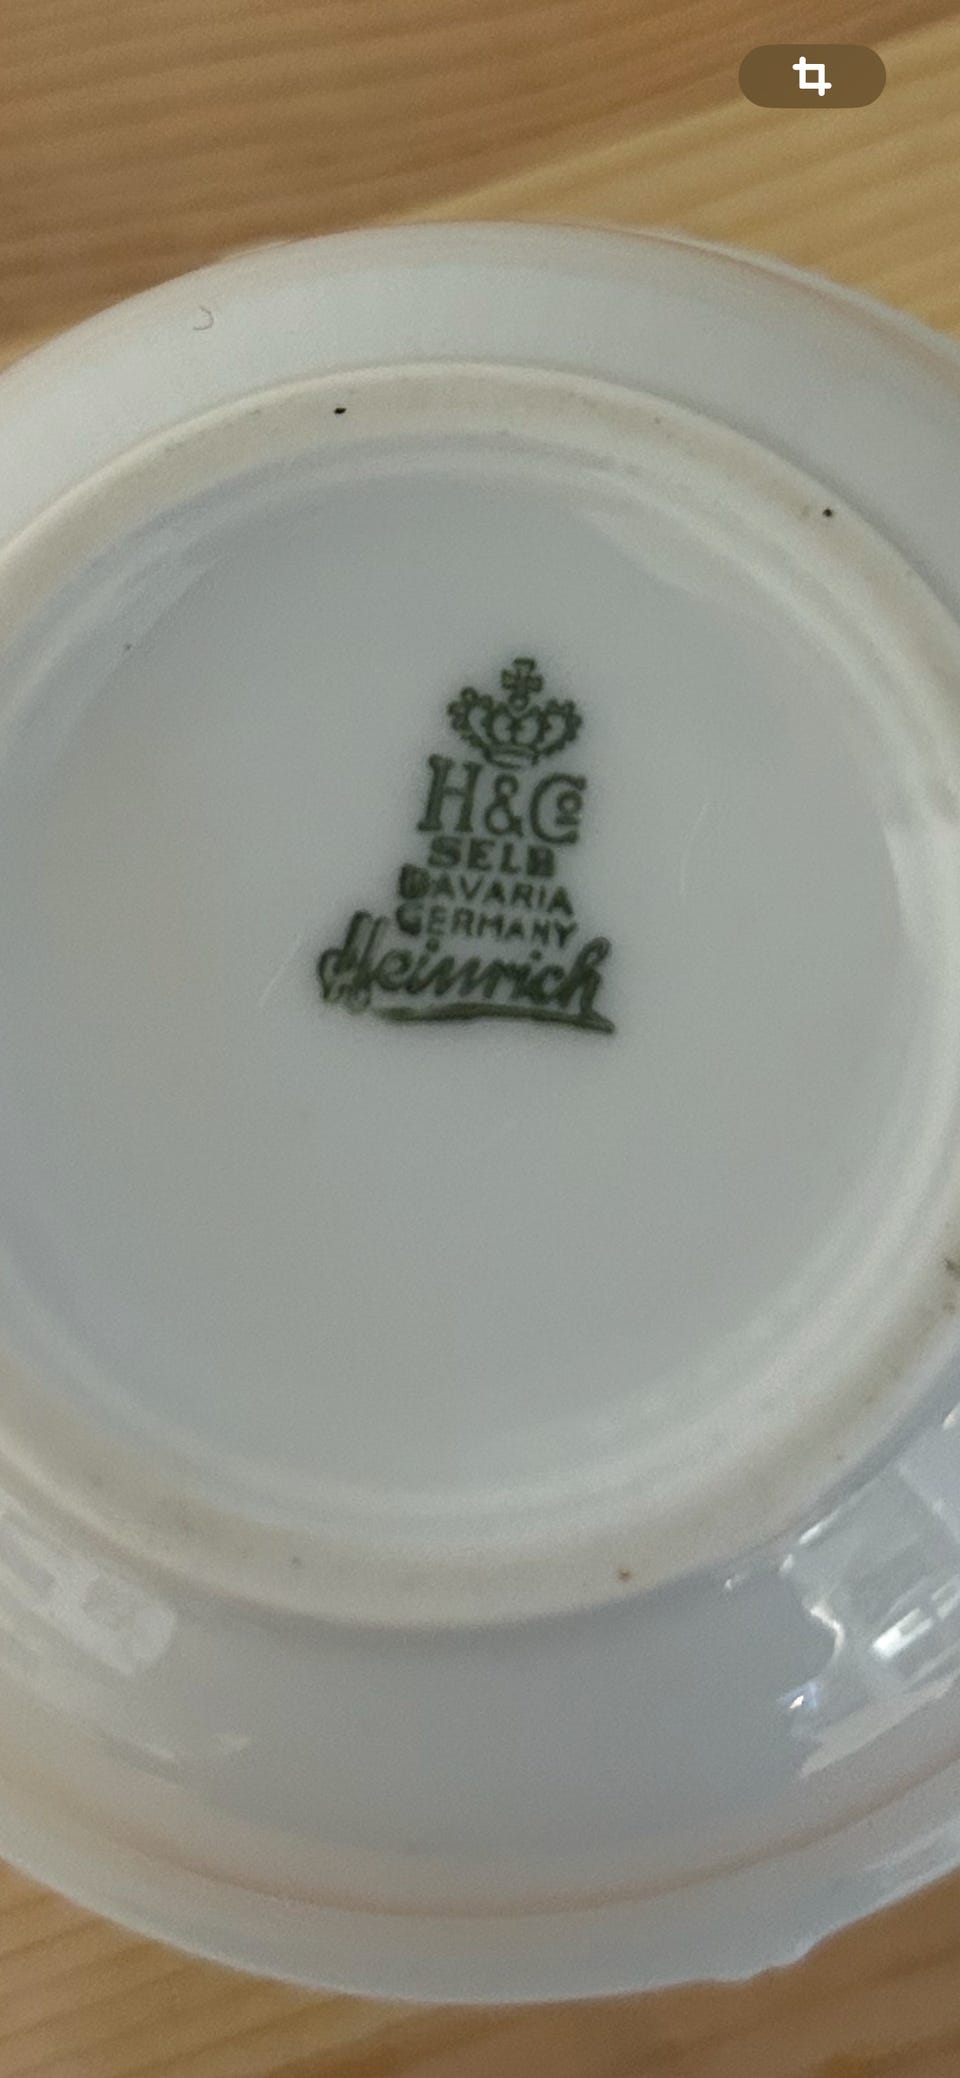 H&Co
SELB
BAVARIA
GERMANY
Heinrich